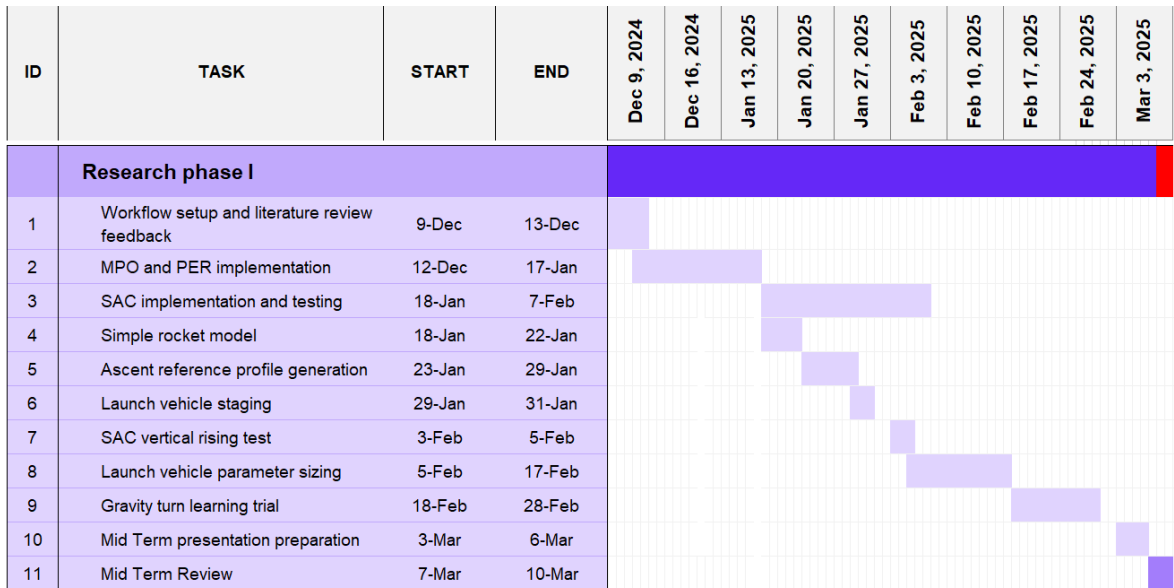 ID TASK START END Dec 9, 2024 Dec 16, 2024 Jan 13, 2025 Jan 20, 2025 Jan 27, 2025 Feb 3, 2025 Feb 10, 2025 Feb 17, 2025 Feb 24, 2025 Mar 3, 2025
Research phase I
1 Workflow setup and literature review
feedback 9-Dec 13-Dec
2 MPO and PER implementation 12-Dec 17-Jan
3 SAC implementation and testing 18-Jan 7-Feb
4 Simple rocket model 18-Jan 22-Jan
5 Ascent reference profile generation 23-Jan 29-Jan
6 Launch vehicle staging 29-Jan 31-Jan
7 SAC vertical rising test 3-Feb 5-Feb
8 Launch vehicle parameter sizing 5-Feb 17-Feb
9 Gravity turn learning trial 18-Feb 28-Feb
10 Mid Term presentation preparation 3-Mar 6-Mar
11 Mid Term Review 7-Mar 10-Mar